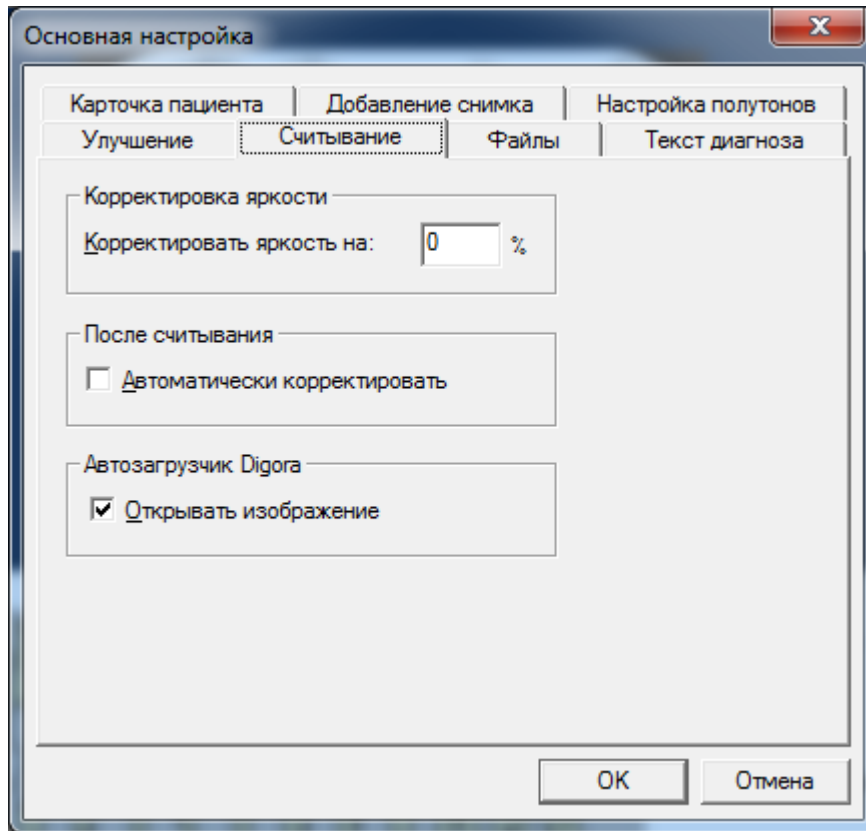 Основная настройка
Карточка пациента Добавление снимка Настройка полутонов
Улучшение Считывание Файлы Текст диагноза
Корректировка яркости
Корректировать яркость на: 0 %
После считывания
Автоматически корректировать
Автозагрузчик Digora
Открывать изображение
OK Отмена